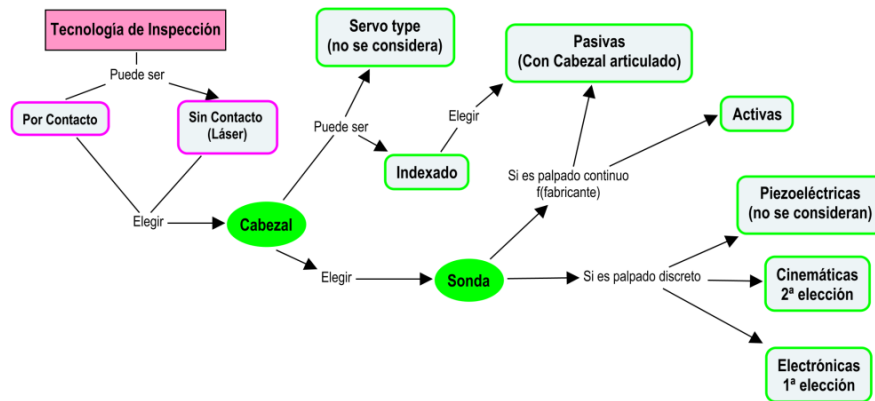 Tecnología de Inspección
Puede ser
Por Contacto
Sin Contacto
(Láser)
Elegir
Cabezal
Puede ser
Servo type
(no se considera)
Indexado
Elegir
Pasivas
(Con Cabezal articulado)
Elegir
Sonda
Si es palpado continuo
f(fabricante)
Activas
Si es palpado discreto
Piezoeléctricas
(no se consideran)
Cinemáticas
2ª elección
Electrónicas
1ª elección